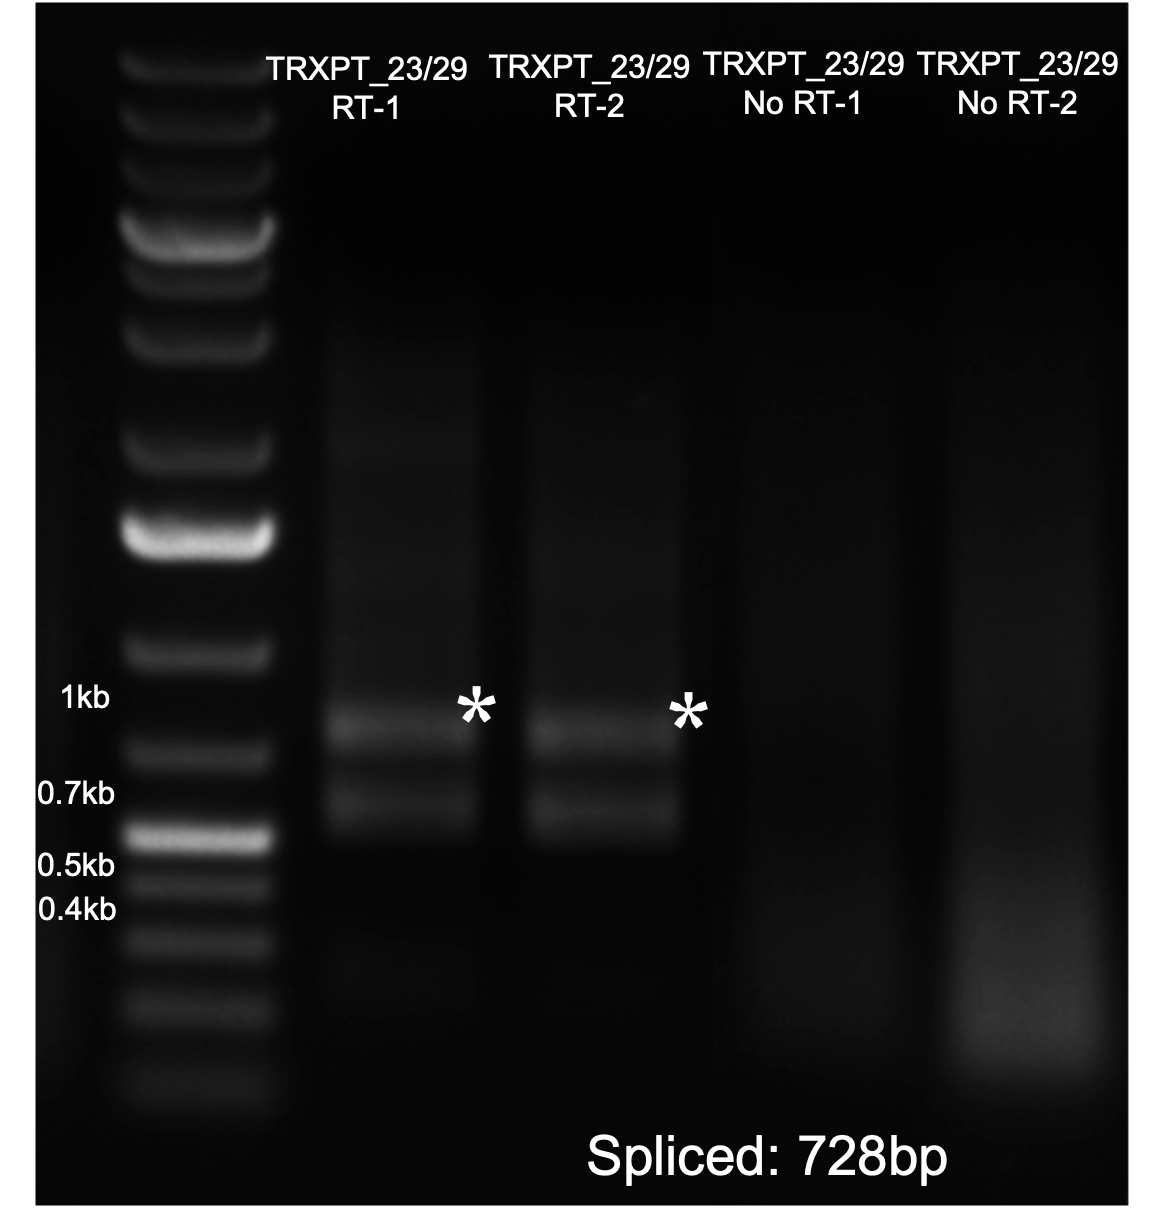 TRXPT_23/29 TRXPT_23/29 TRXPT_23/29 TRXPT_23/29
RT-1 RT-2 No RT-1 No RT-2
1kb
*
*
0.7kb
0.5kb
0.4kb
Spliced: 728bp